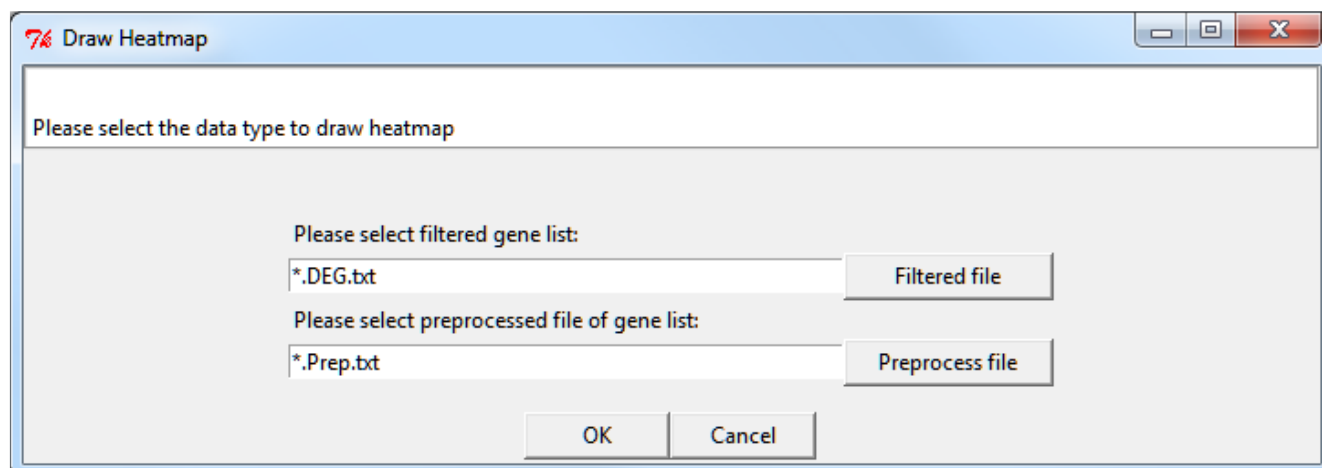 Draw Heatmap
Please select the data type to draw heatmap
Please select filtered gene list:
*.DEG.txt Filtered file
Please select preprocessed file of gene list:
*.Prep.txt Preprocess file
OK Cancel